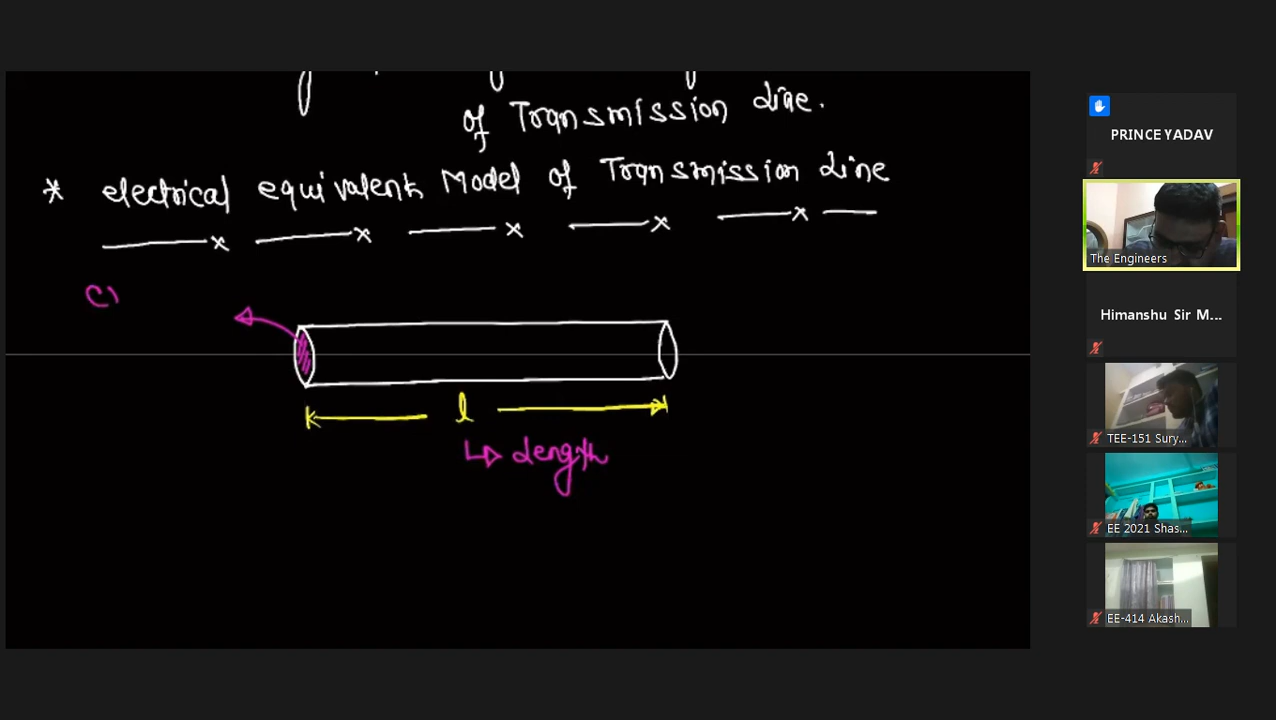 of Transmission Line.
* electrical equivalent Model of Transmission Line
l
Length
PRINCE YADAV
The Engineers
Himanshu Sir M...
TEE-151 Sury...
EE 2021 Shas...
EE-414 Akash...